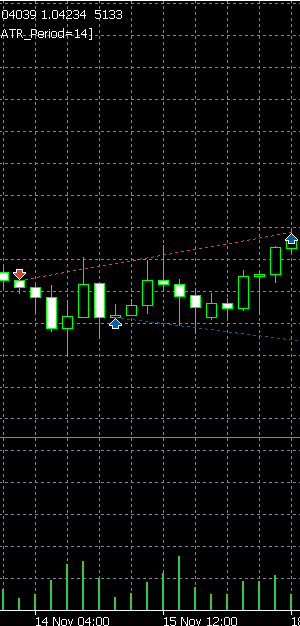 04039 1.04234 5133
ATR_Period=14]
14 Nov 04:00
15 Nov 12:00